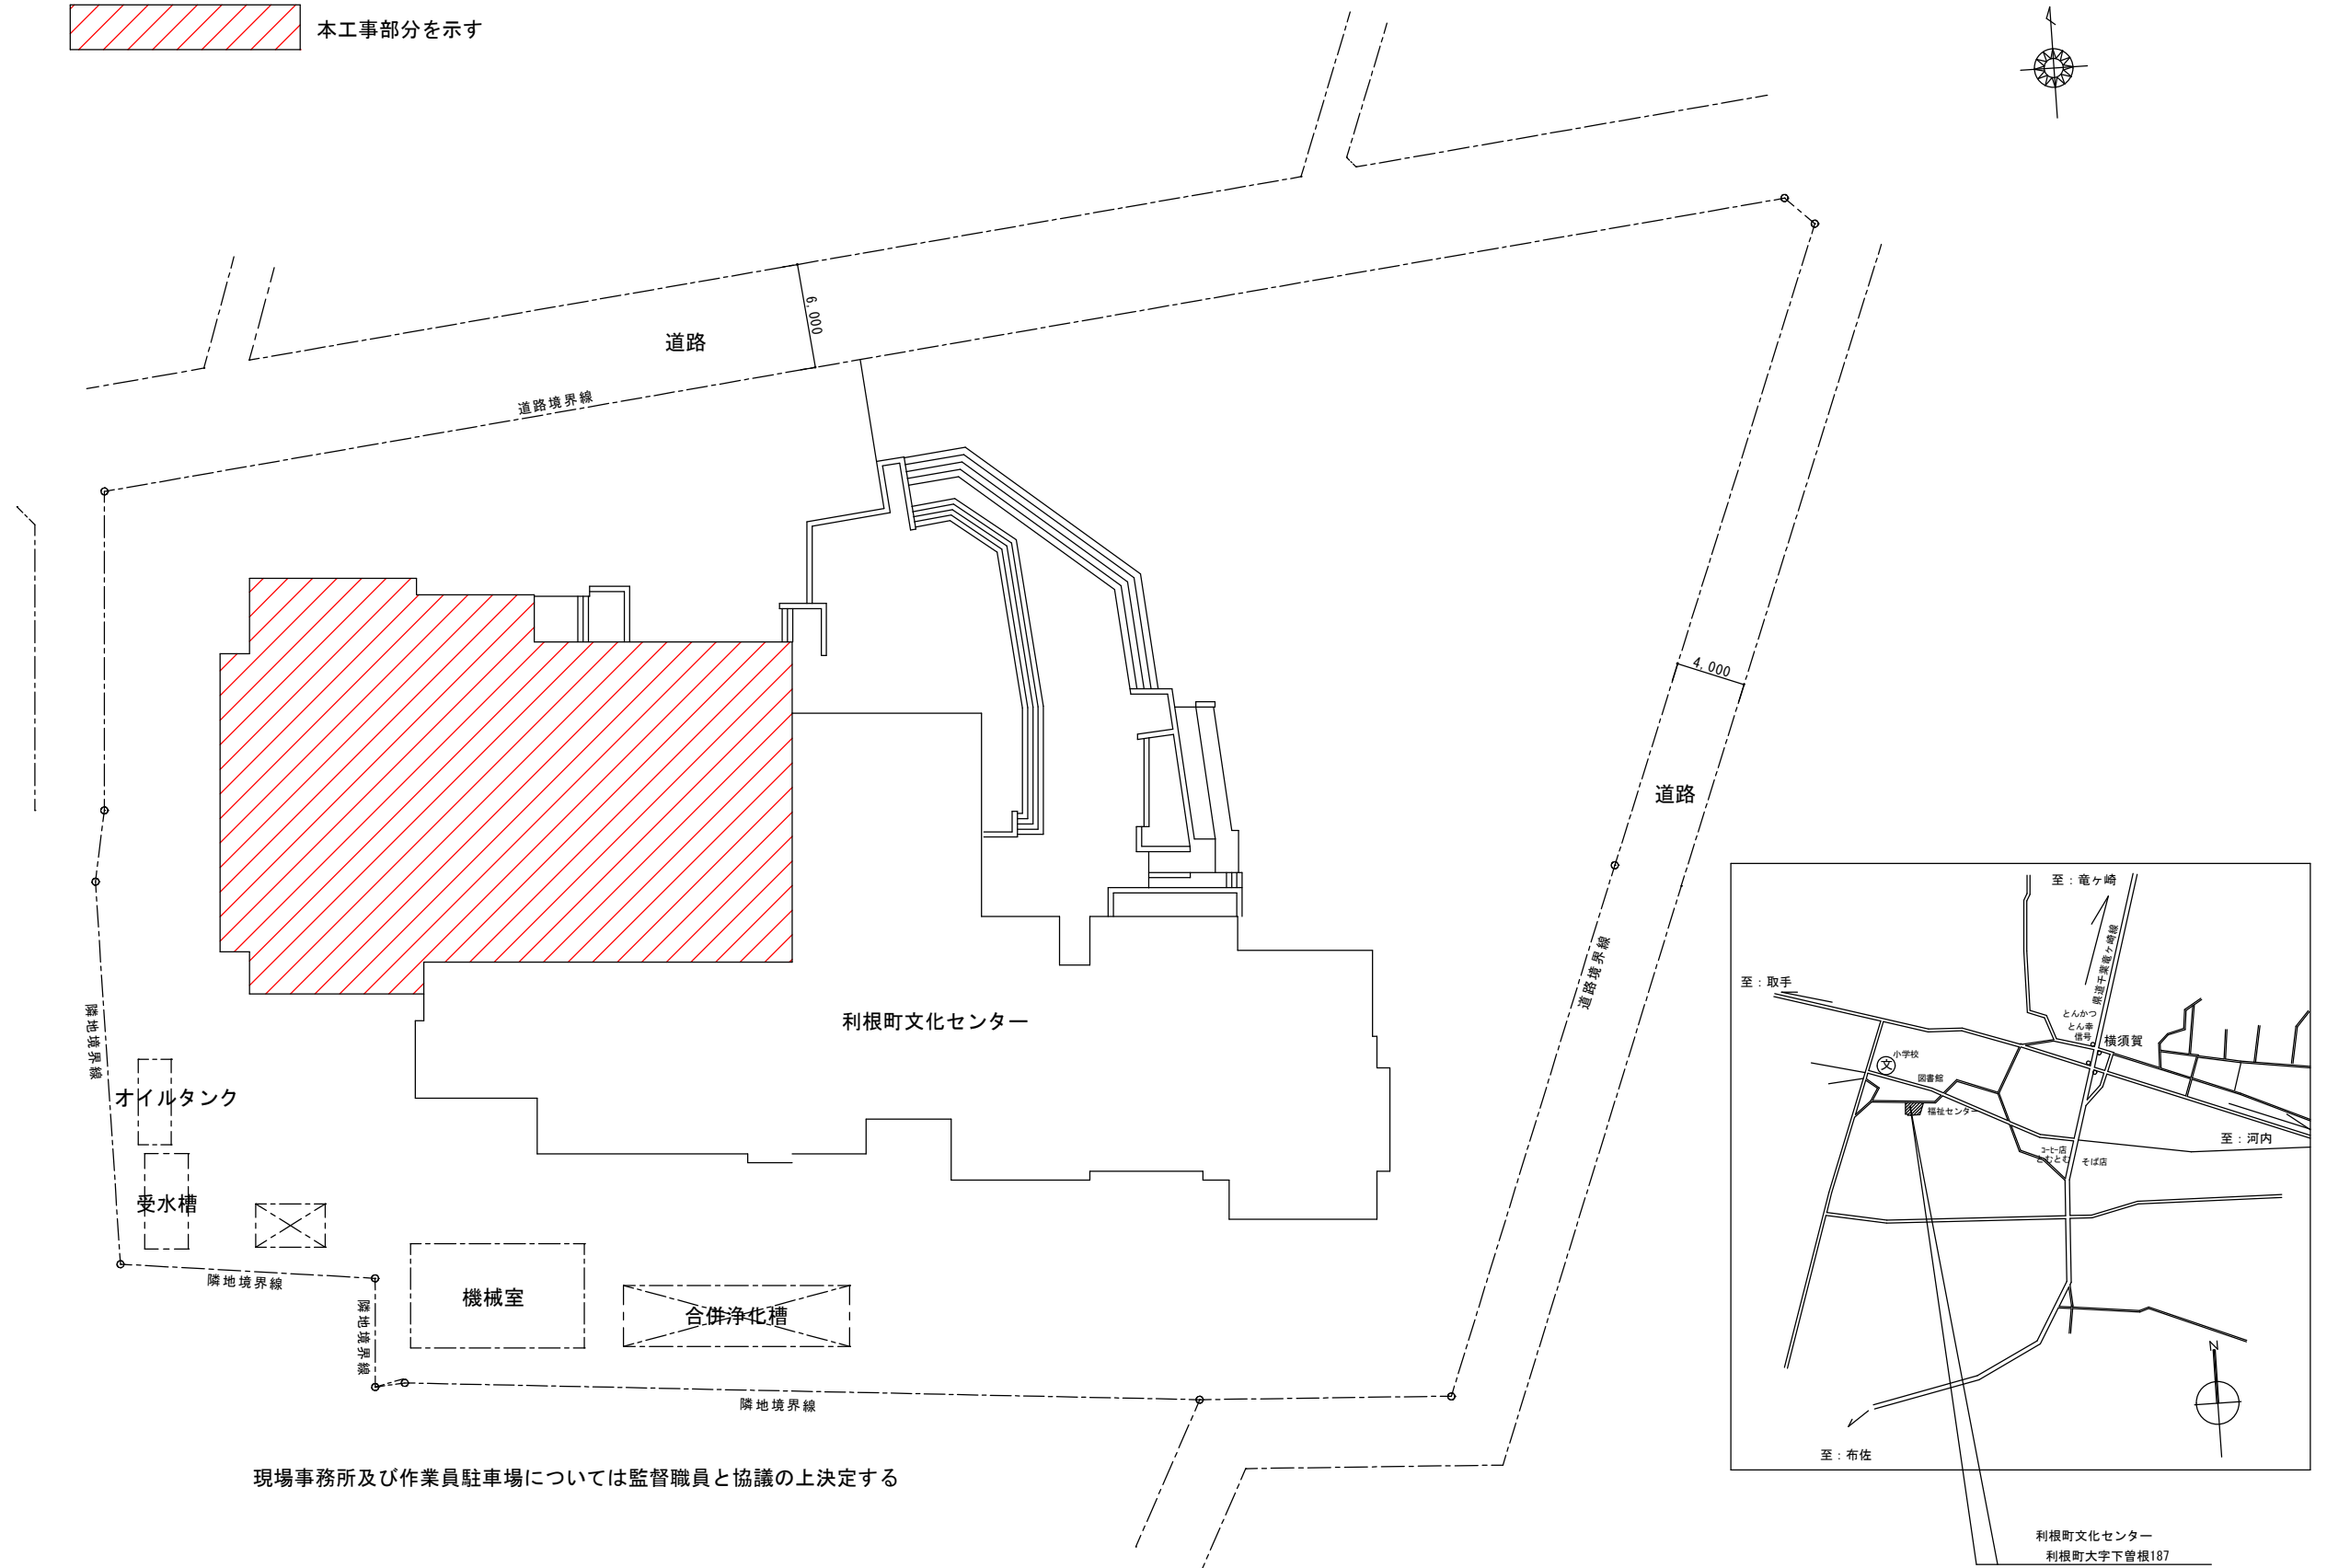 本工事部分を示す
6,000
道路
道路境界線
4,000
道路
道路境界線
利根町文化センター
隣地境界線
オイルタンク
受水槽
隣地境界線
隣地境界線
機械室
合併浄化槽
隣地境界線
現場事務所及び作業員駐車場については監督職員と協議の上決定する
至：竜ヶ崎
県道千葉竜ヶ崎線
至：取手
とんかつ
とん幸
信号
横須賀
小学校
文
図書館
福祉センター
至：河内
コーヒー店
とむとむ
そば店
至：布佐
N
利根町文化センター
利根町大字下曽根187